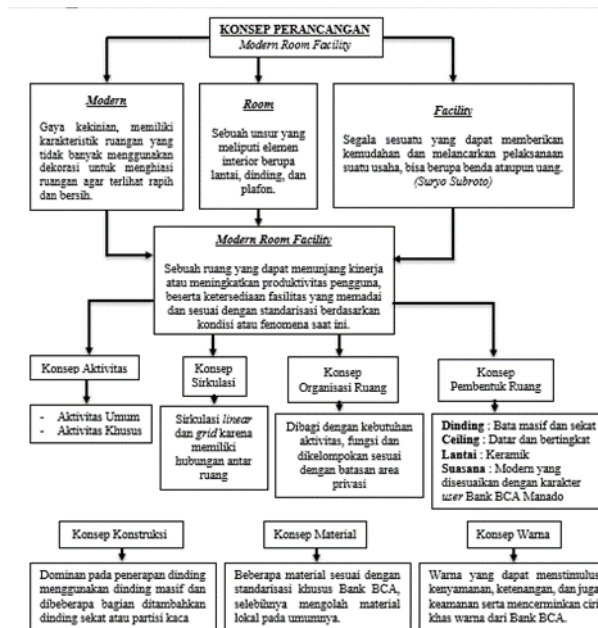 KONSEP PERANCANGAN
Modern Room Facility
Modern
Gaya kekinian, memiliki
karakteristik ruangan yang
tidak banyak menggunakan
dekorasi untuk menghiasi
ruangan agar terlihat rapih
dan bersih.
Room
Sebuah unsur yang
meliputi elemen
interior berupa
lantai, dinding, dan
plafon.
Facility
Segala sesuatu yang dapat memberikan
kemudahan dan melancarkan pelaksanaan
suatu usaha, bisa berupa benda ataupun uang.
(Suryo Subroto)
Modern Room Facility
Sebuah ruang yang dapat menunjang kinerja
atau meningkatkan produktivitas pengguna,
beserta ketersediaan fasilitas yang memadai
dan sesuai dengan standarisasi berdasarkan
kondisi atau fenomena saat ini.
Konsep Aktivitas
- Aktivitas Umum
- Aktivitas Khusus
Konsep
Sirkulasi
Sirkulasi linear
dan grid karena
memiliki
hubungan antar
ruang
Konsep
Organisasi Ruang
Dibagi dengan kebutuhan
aktivitas, fungsi dan
dikelompokan sesuai
dengan batasan area
privasi
Konsep
Pembentuk Ruang
Dinding : Bata masif dan sekat
Ceiling : Datar dan bertingkat
Lantai : Keramik
Suasana : Modern yang
disesuaikan dengan karakter
user Bank BCA Manado
Konsep Konstruksi
Dominan pada penerapan dinding
menggunakan dinding masif dan
dibeberapa bagian ditambahkan
dinding sekat atau partisi kaca
Konsep Material
Beberapa material sesuai dengan
standarisasi khusus Bank BCA,
selebihnya mengolah material
lokal pada umumnya.
Konsep Warna
Warna yang dapat menstimulus
kenyamanan, ketenangan, dan juga
keamanan serta mencerminkan ciri
khas warna dari Bank BCA.